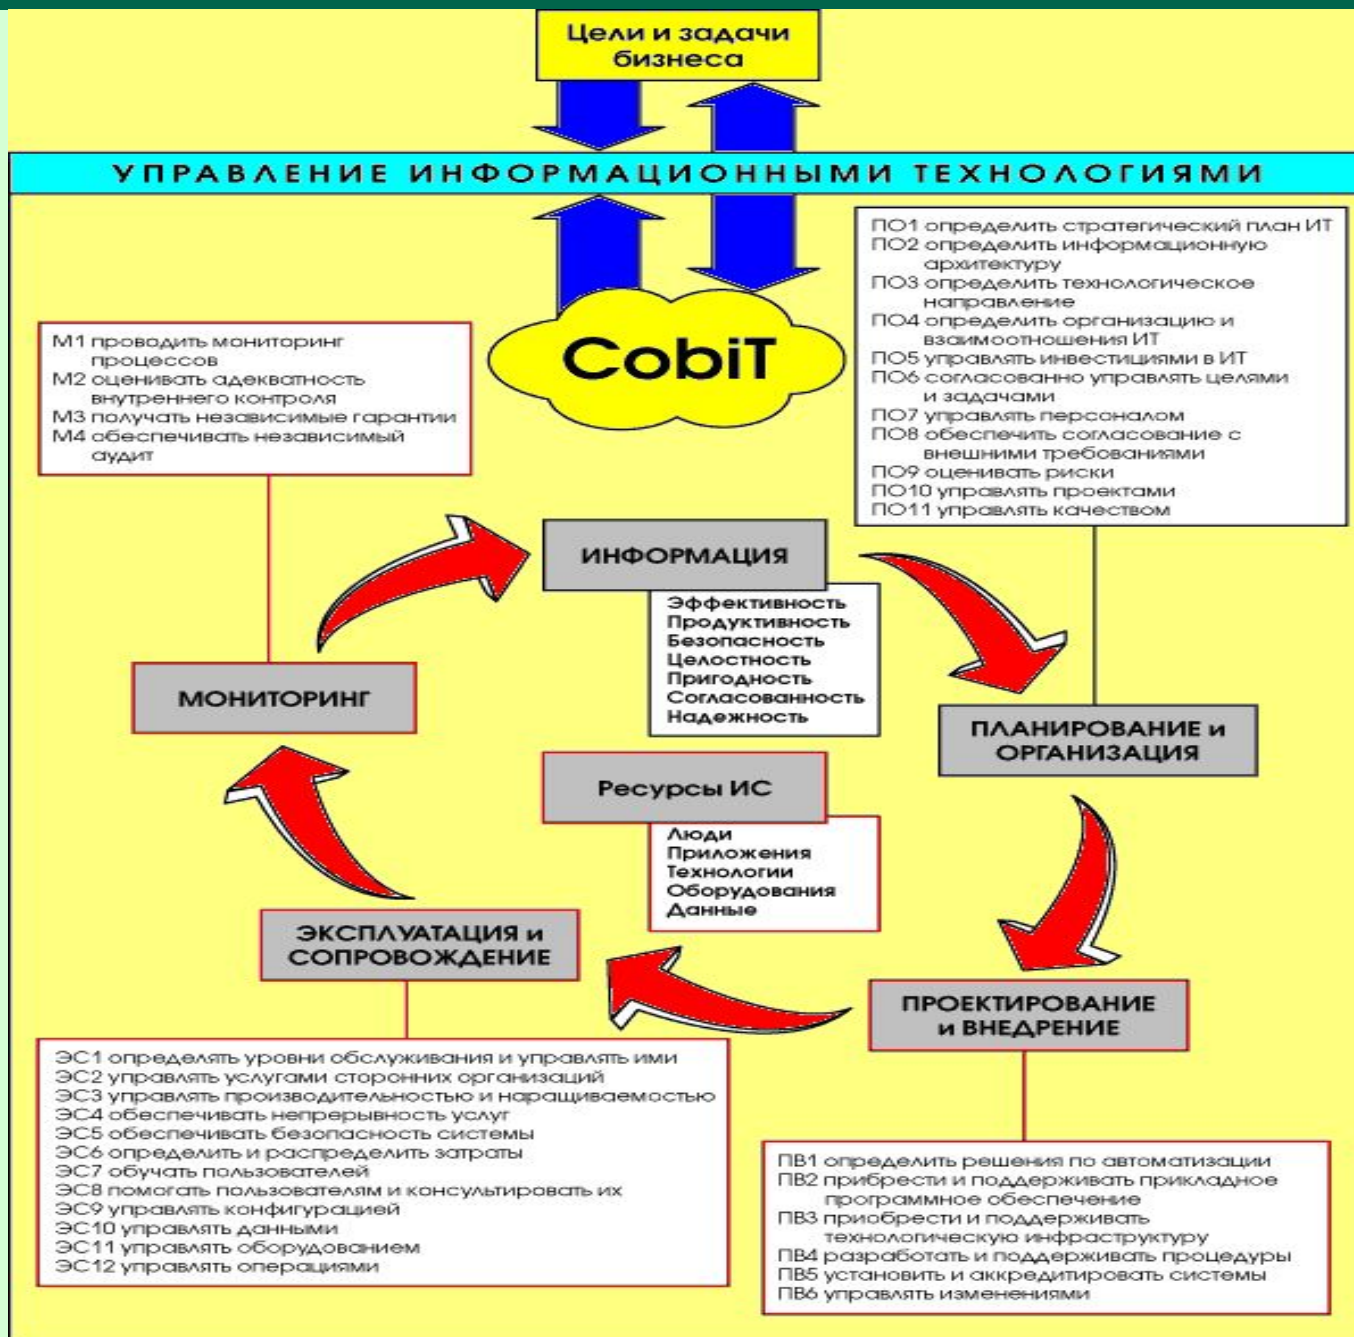 Цели и задачи
бизнеса
УПРАВЛЕНИЕ ИНФОРМАЦИОННЫМИ ТЕХНОЛОГИЯМИ
CobiT
ПО1 определить стратегический план ИТ
ПО2 определить информационную
архитектуру
ПО3 определить технологическое
направление
ПО4 определить организацию и
взаимоотношения ИТ
ПО5 управлять инвестициями в ИТ
ПО6 согласованно управлять целями
и задачами
ПО7 управлять персоналом
ПО8 обеспечить согласование с
внешними требованиями
ПО9 оценивать риски
ПО10 управлять проектами
ПО11 управлять качеством
М1 проводить мониторинг
процессов
М2 оценивать адекватность
внутреннего контроля
М3 получать независимые гарантии
М4 обеспечивать независимый
аудит
ИНФОРМАЦИЯ
Эффективность
Продуктивность
Безопасность
Целостность
Пригодность
Согласованность
Надежность
МОНИТОРИНГ
ПЛАНИРОВАНИЕ и
ОРГАНИЗАЦИЯ
Ресурсы ИС
Люди
Приложения
Технологии
Оборудования
Данные
ЭКСПЛУАТАЦИЯ и
СОПРОВОЖДЕНИЕ
ПРОЕКТИРОВАНИЕ
и ВНЕДРЕНИЕ
ЭС1 определять уровни обслуживания и управлять ими
ЭС2 управлять услугами сторонних организаций
ЭС3 управлять производительностью и наращиваемостью
ЭС4 обеспечивать непрерывность услуг
ЭС5 обеспечивать безопасность системы
ЭС6 определить и распределить затраты
ЭС7 обучать пользователей
ЭС8 помогать пользователям и консультировать их
ЭС9 управлять конфигурацией
ЭС10 управлять данными
ЭС11 управлять оборудованием
ЭС12 управлять операциями
ПВ1 определить решения по автоматизации
ПВ2 прибрести и поддерживать прикладное
программное обеспечение
ПВ3 приобрести и поддерживать
технологическую инфраструктуру
ПВ4 разработать и поддерживать процедуры
ПВ5 установить и аккредитировать системы
ПВ6 управлять изменениями